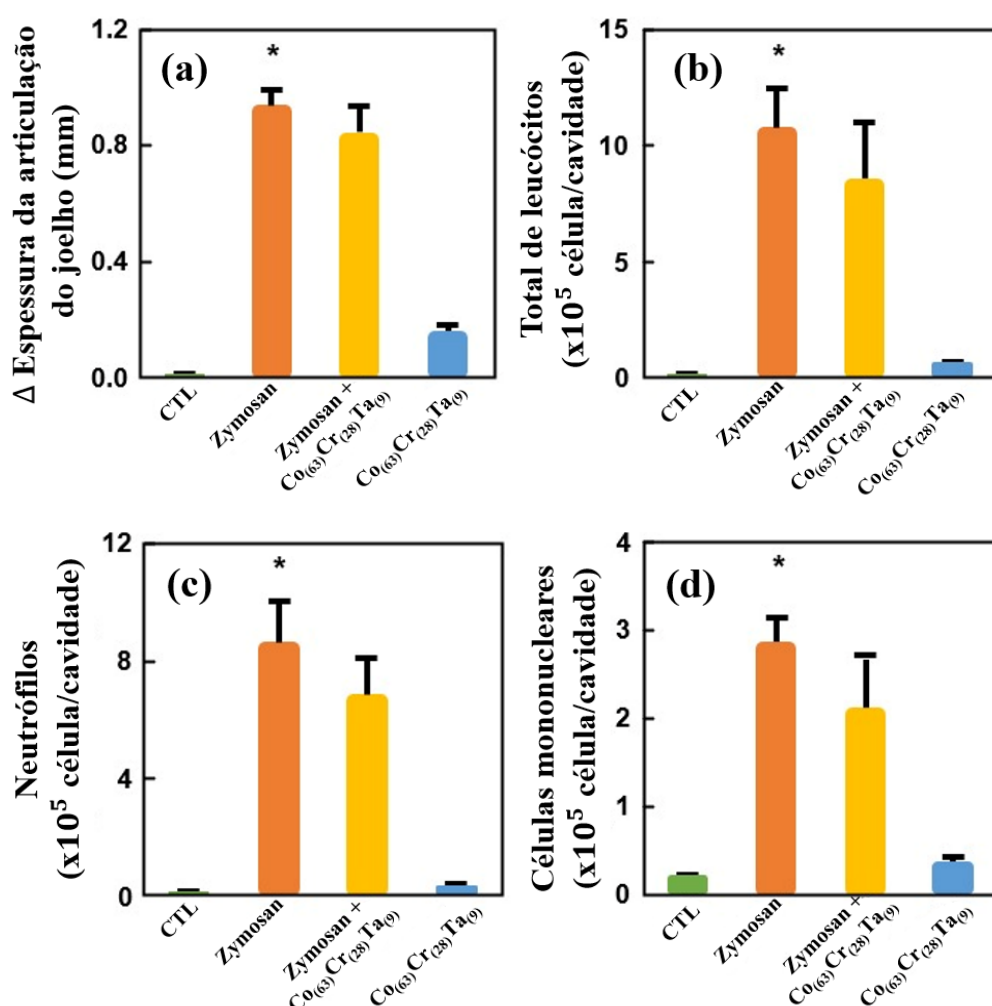 Δ Espessura da articulação
do joelho (mm)
1.2
0.8
0.4
0.0
(a)
*
CTL
Zymosan
Zymosan +
Co₍₆₃₎Cr₍₂₈₎Ta₍₉₎
Co₍₆₃₎Cr₍₂₈₎Ta₍₉₎
Total de leucócitos
(x10⁵ célula/cavidade)
15
10
5
0
(b)
*
CTL
Zymosan
Zymosan +
Co₍₆₃₎Cr₍₂₈₎Ta₍₉₎
Co₍₆₃₎Cr₍₂₈₎Ta₍₉₎
Neutrófilos
(x10⁵ célula/cavidade)
12
8
4
0
(c)
*
CTL
Zymosan
Zymosan +
Co₍₆₃₎Cr₍₂₈₎Ta₍₉₎
Co₍₆₃₎Cr₍₂₈₎Ta₍₉₎
Células mononucleares
(x10⁵ célula/cavidade)
4
3
2
1
0
(d)
*
CTL
Zymosan
Zymosan +
Co₍₆₃₎Cr₍₂₈₎Ta₍₉₎
Co₍₆₃₎Cr₍₂₈₎Ta₍₉₎